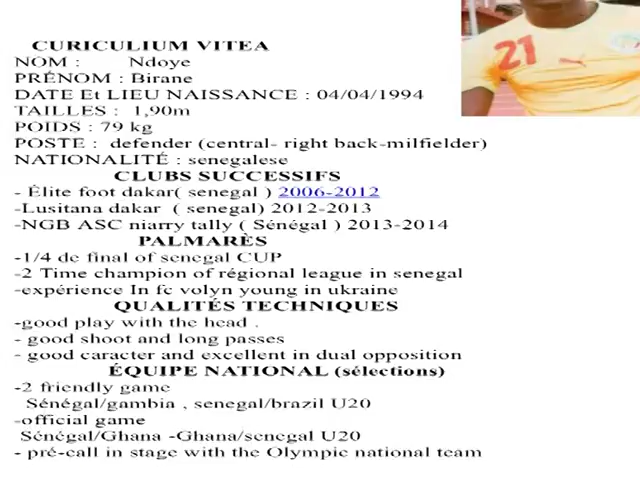 21
CURICULIUM VITEA
NOM : Ndoye
PRÉNOM : Birane
DATE Et LIEU NAISSANCE : 04/04/1994
TAILLES : 1,90m
POIDS : 79 kg
POSTE : defender (central- right back-milfielder)
NATIONALITÉ : senegalese
CLUBS SUCCESSIFS
- Èlite foot dakar( senegal ) 2006-2012
-Lusitana dakar ( senegal) 2012-2013
-NGB ASC niarry tally ( Sénégal ) 2013-2014
PALMARÈS
-1/4 de final of senegal CUP
-2 Time champion of régional league in senegal
-expérience In fc volyn young in ukraine
QUALITÉS TECHNIQUES
-good play with the head .
- good shoot and long passes
- good caracter and excellent in dual opposition
ÉQUIPE NATIONAL (sélections)
-2 friendly game
Sénégal/gambia , senegal/brazil U20
-official game
Sénégal/Ghana -Ghana/senegal U20
- pré-call in stage with the Olympic national team